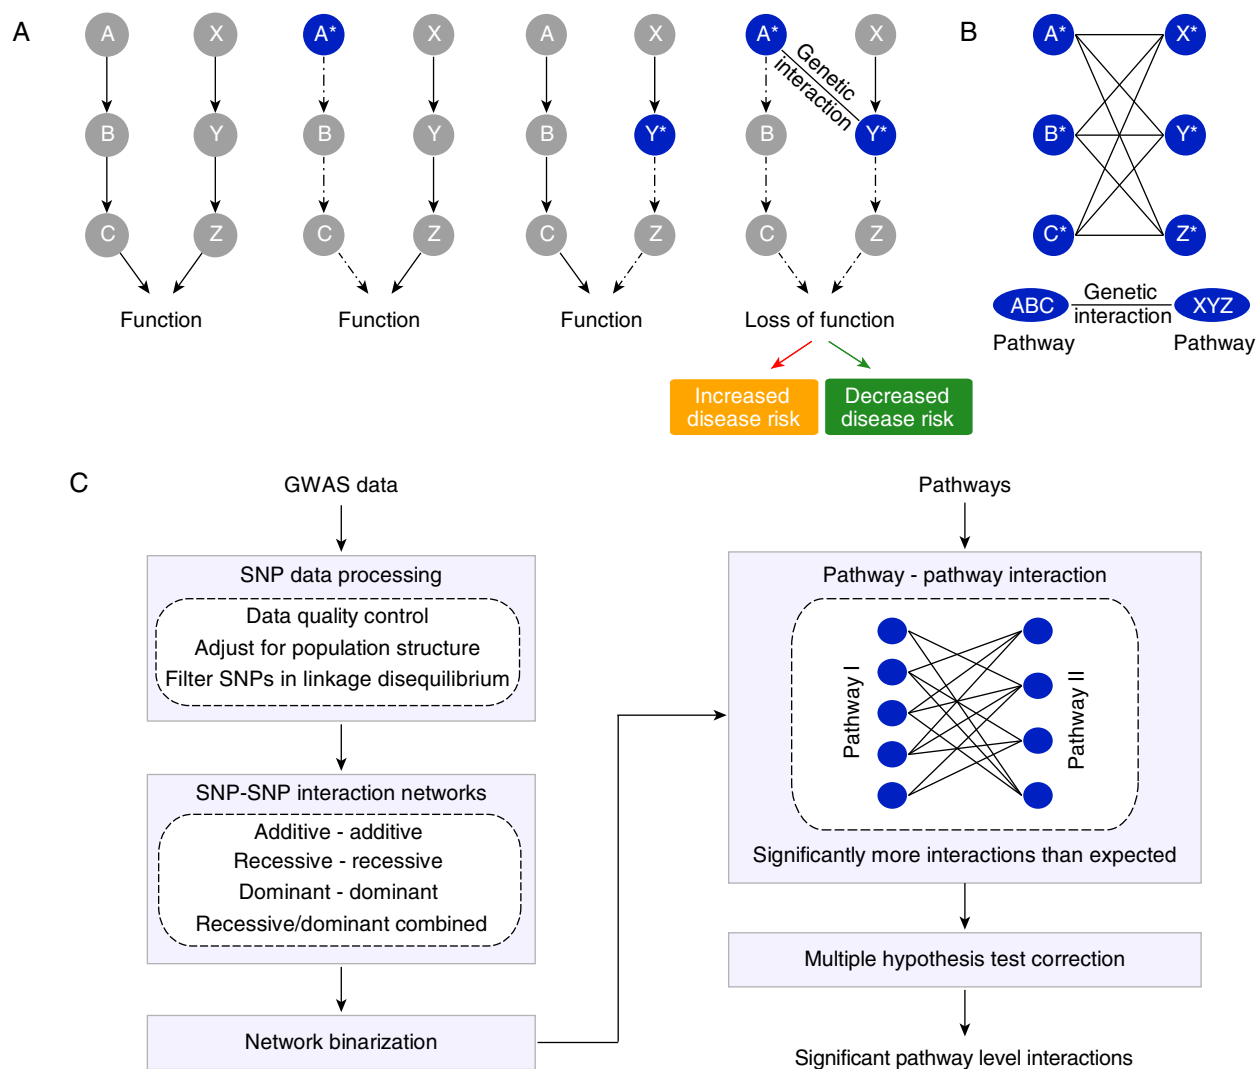 A
A X A* X A X A* X
Genetic
interaction
B Y B Y B Y* B Y*
C Z C Z C Z C Z
Function Function Function Loss of function
Increased
disease risk
Decreased
disease risk
B
A* X*
B* Y*
C* Z*
ABC Genetic
interaction XYZ
Pathway Pathway
C
GWAS data
SNP data processing
Data quality control
Adjust for population structure
Filter SNPs in linkage disequilibrium
SNP-SNP interaction networks
Additive - additive
Recessive - recessive
Dominant - dominant
Recessive/dominant combined
Network binarization
Pathways
Pathway - pathway interaction
Pathway I
Pathway II
Significantly more interactions than expected
Multiple hypothesis test correction
Significant pathway level interactions